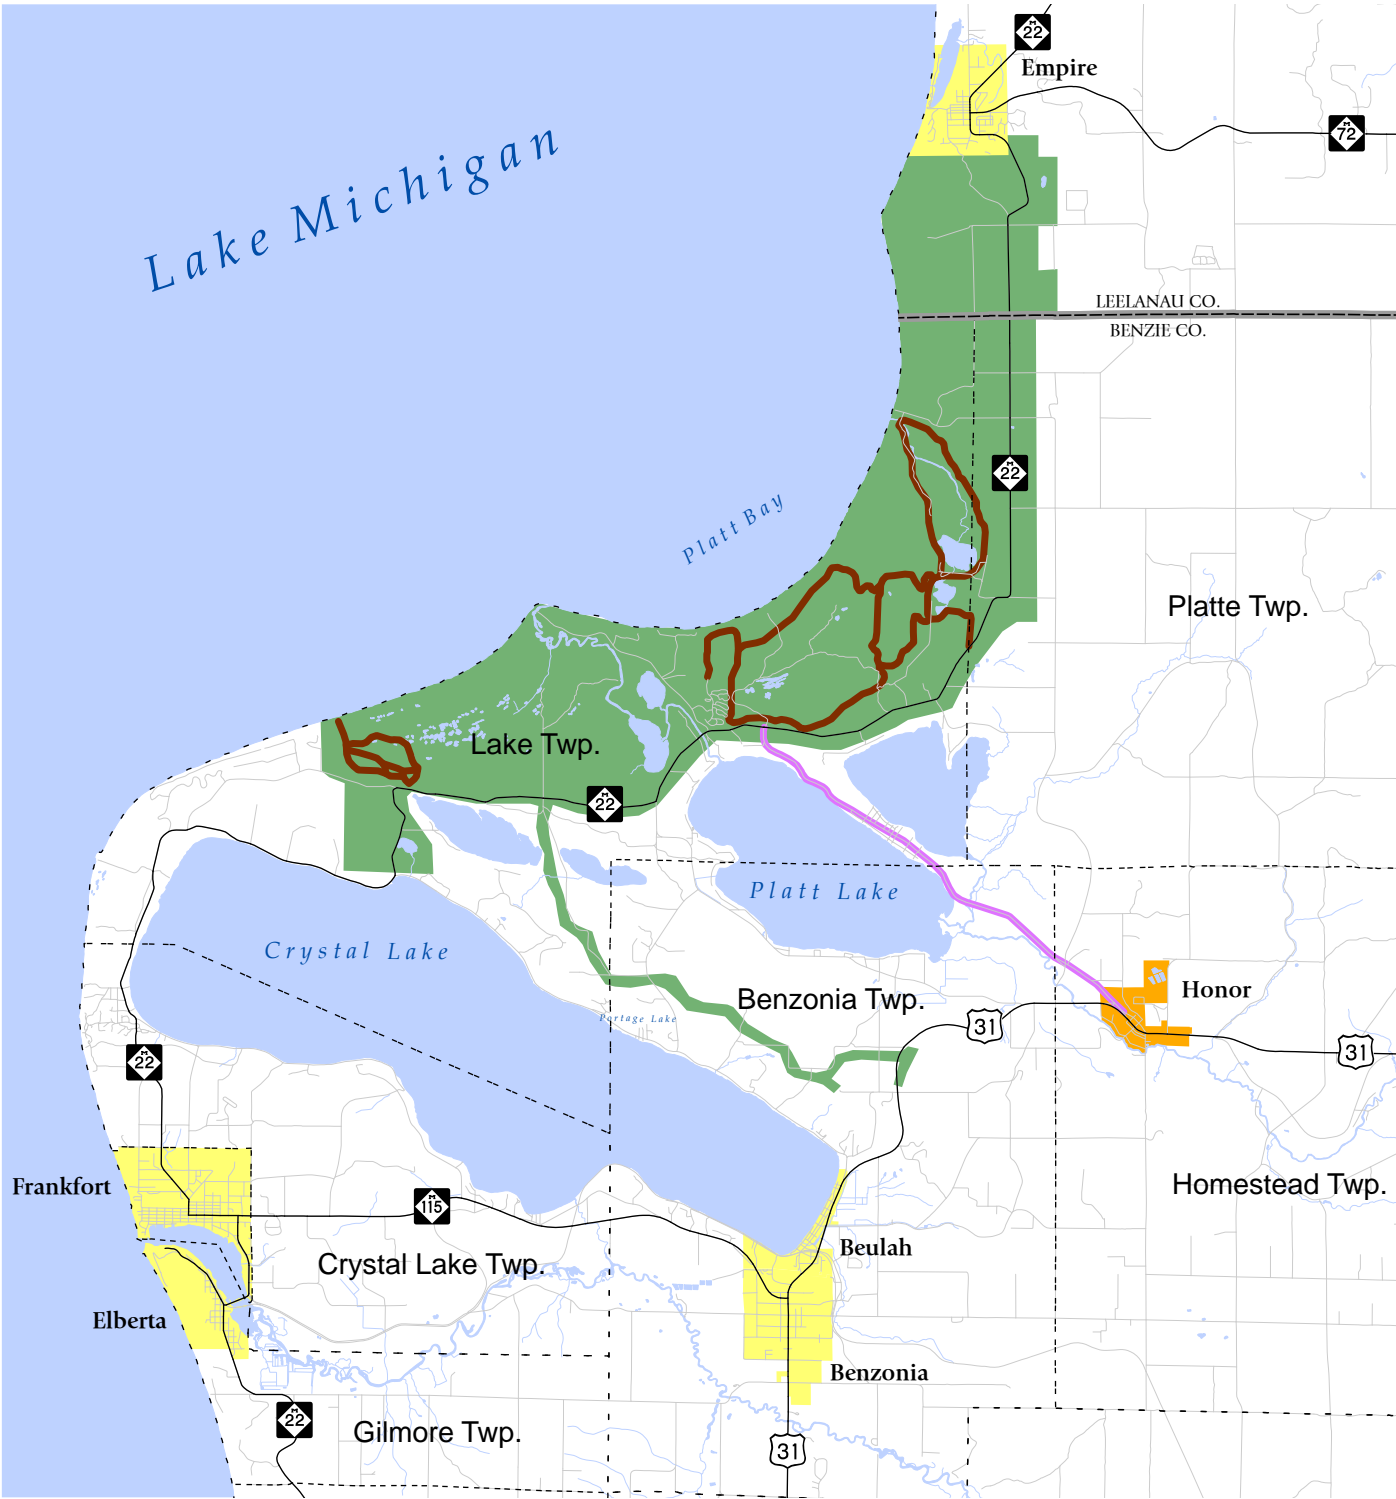 M
22
Empire
M
72
Lake Michigan
LEELANAU CO.
BENZIE CO.
M
22
Platt Bay
Platte Twp.
Lake Twp.
M
22
Platt Lake
Crystal Lake
Honor
Benzonia Twp.
Portage Lake
31
31
M
22
Frankfort
Homestead Twp.
M
115
Beulah
Crystal Lake Twp.
Elberta
Benzonia
M
22
Gilmore Twp.
31